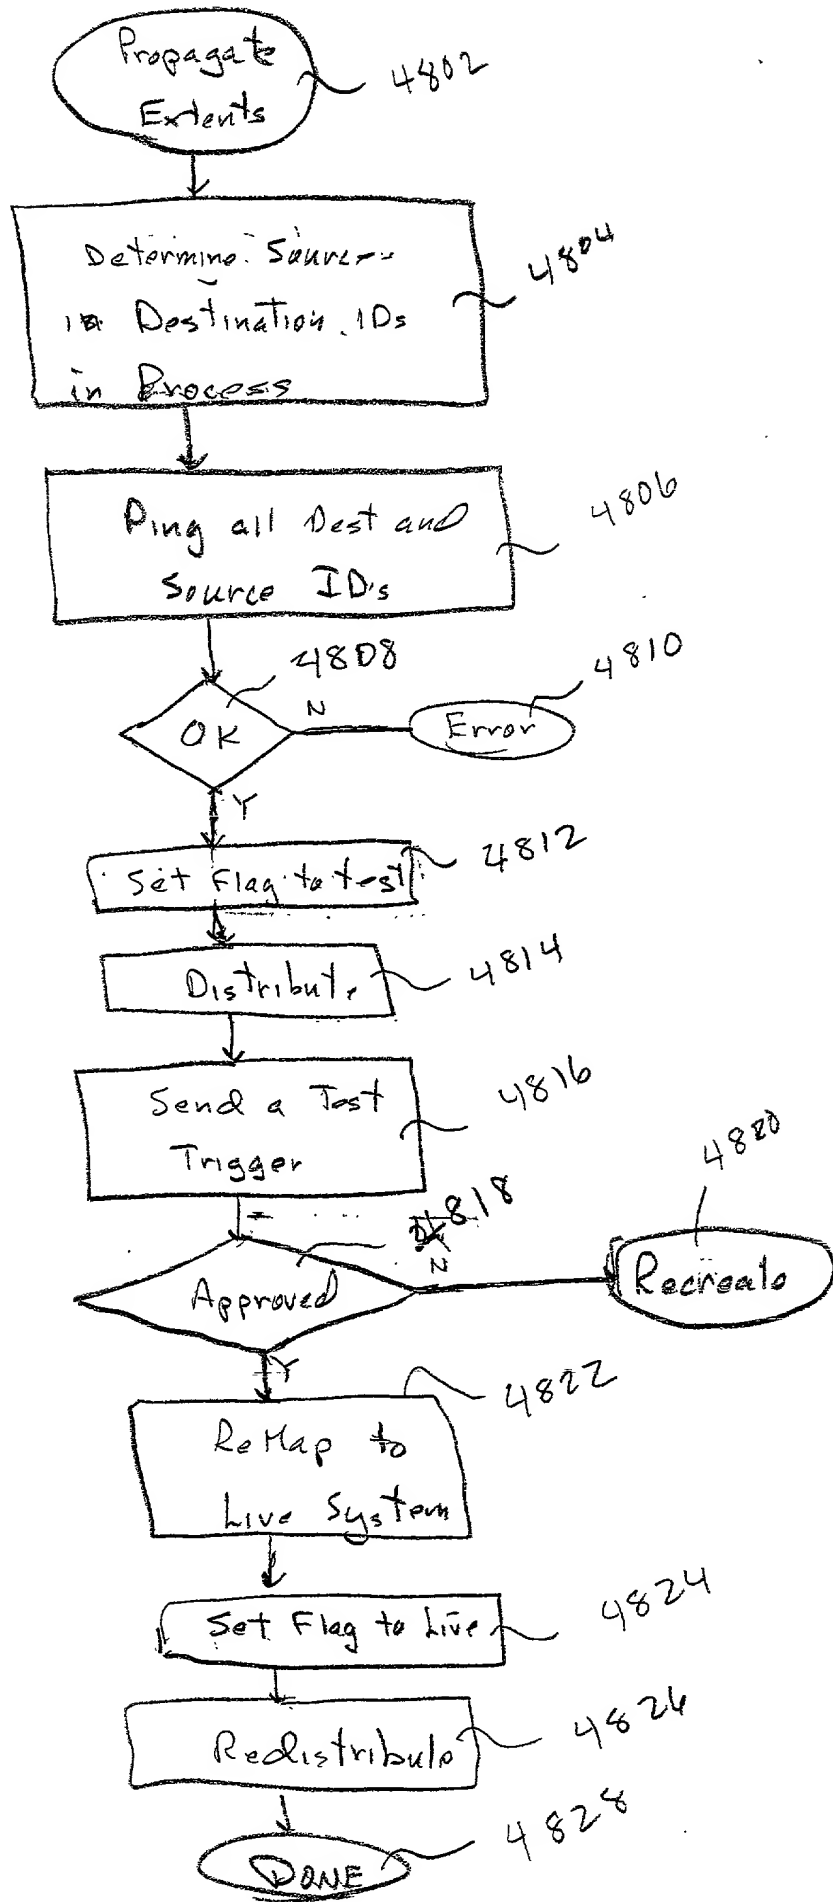 Propagate
Extents
4802
Determine Source
Destination IDs
in Process
4804
Ping all Dest and
Source ID's
4806
4808
OK
N
Error
4810
Y
Set Flag to test
4812
Distribute
4814
Send a Test
Trigger
4816
4818
Approved
N
Recreate
4820
Y
ReMap to
Live System
4822
Set Flag to Live
4824
Redistribute
4826
DONE
4828